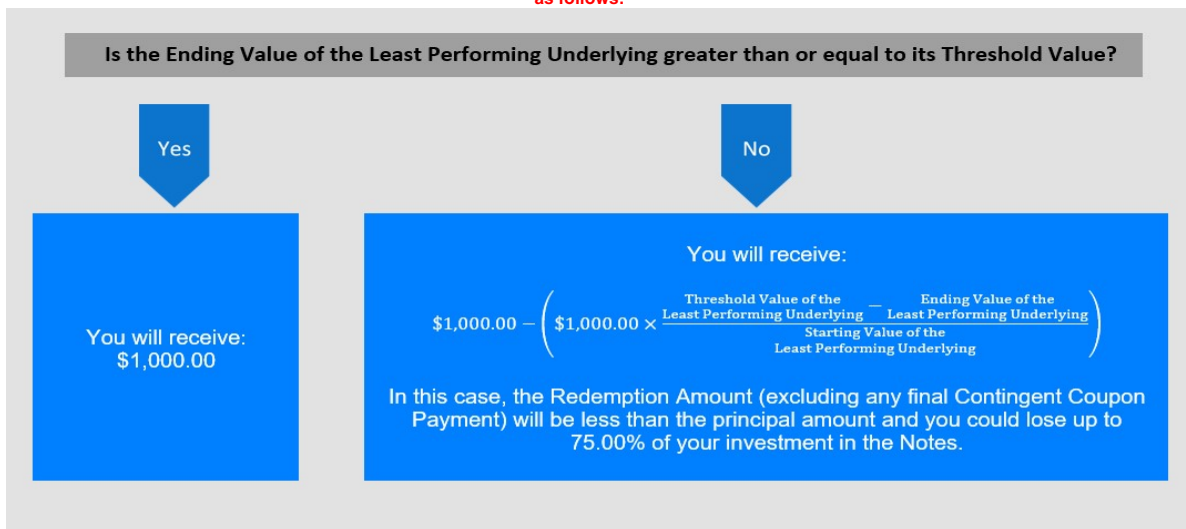 as follows:
Is the Ending Value of the Least Performing Underlying greater than or equal to its Threshold Value?
Yes
No
You will receive:
$1,000.00
You will receive:
$1,000.00 − ( $1,000.00 × (Threshold Value of the Least Performing Underlying − Ending Value of the Least Performing Underlying) / Starting Value of the Least Performing Underlying )
In this case, the Redemption Amount (excluding any final Contingent Coupon
Payment) will be less than the principal amount and you could lose up to
75.00% of your investment in the Notes.